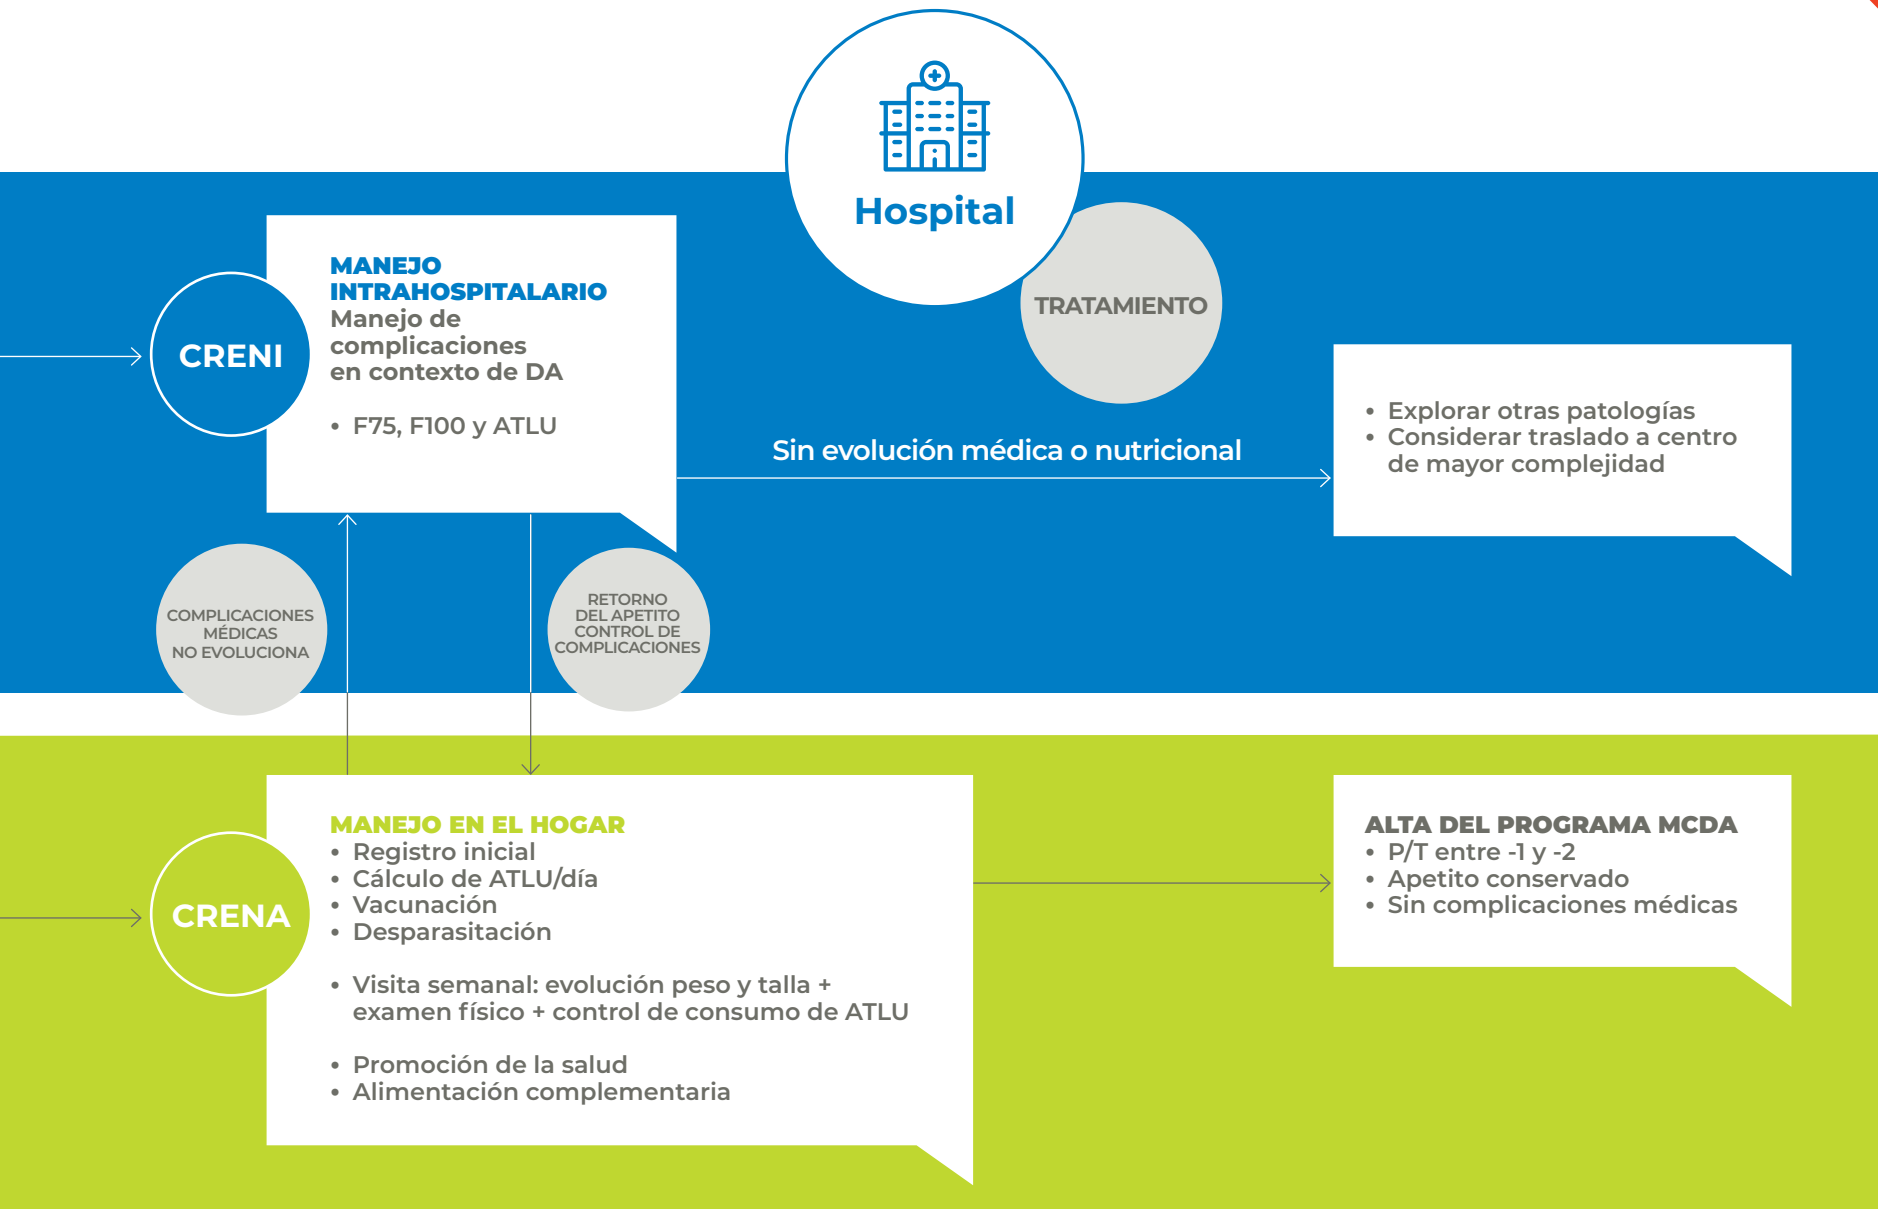 Hospital
TRATAMIENTO
CRENI
MANEJO
INTRAHOSPITALARIO
Manejo de
complicaciones
en contexto de DA
• F75, F100 y ATLU
Sin evolución médica o nutricional
• Explorar otras patologías
• Considerar traslado a centro
de mayor complejidad
COMPLICACIONES
MÉDICAS
NO EVOLUCIONA
RETORNO
DEL APETITO
CONTROL DE
COMPLICACIONES
CRENA
MANEJO EN EL HOGAR
• Registro inicial
• Cálculo de ATLU/día
• Vacunación
• Desparasitación
• Visita semanal: evolución peso y talla +
examen físico + control de consumo de ATLU
• Promoción de la salud
• Alimentación complementaria
ALTA DEL PROGRAMA MCDA
• P/T entre -1 y -2
• Apetito conservado
• Sin complicaciones médicas